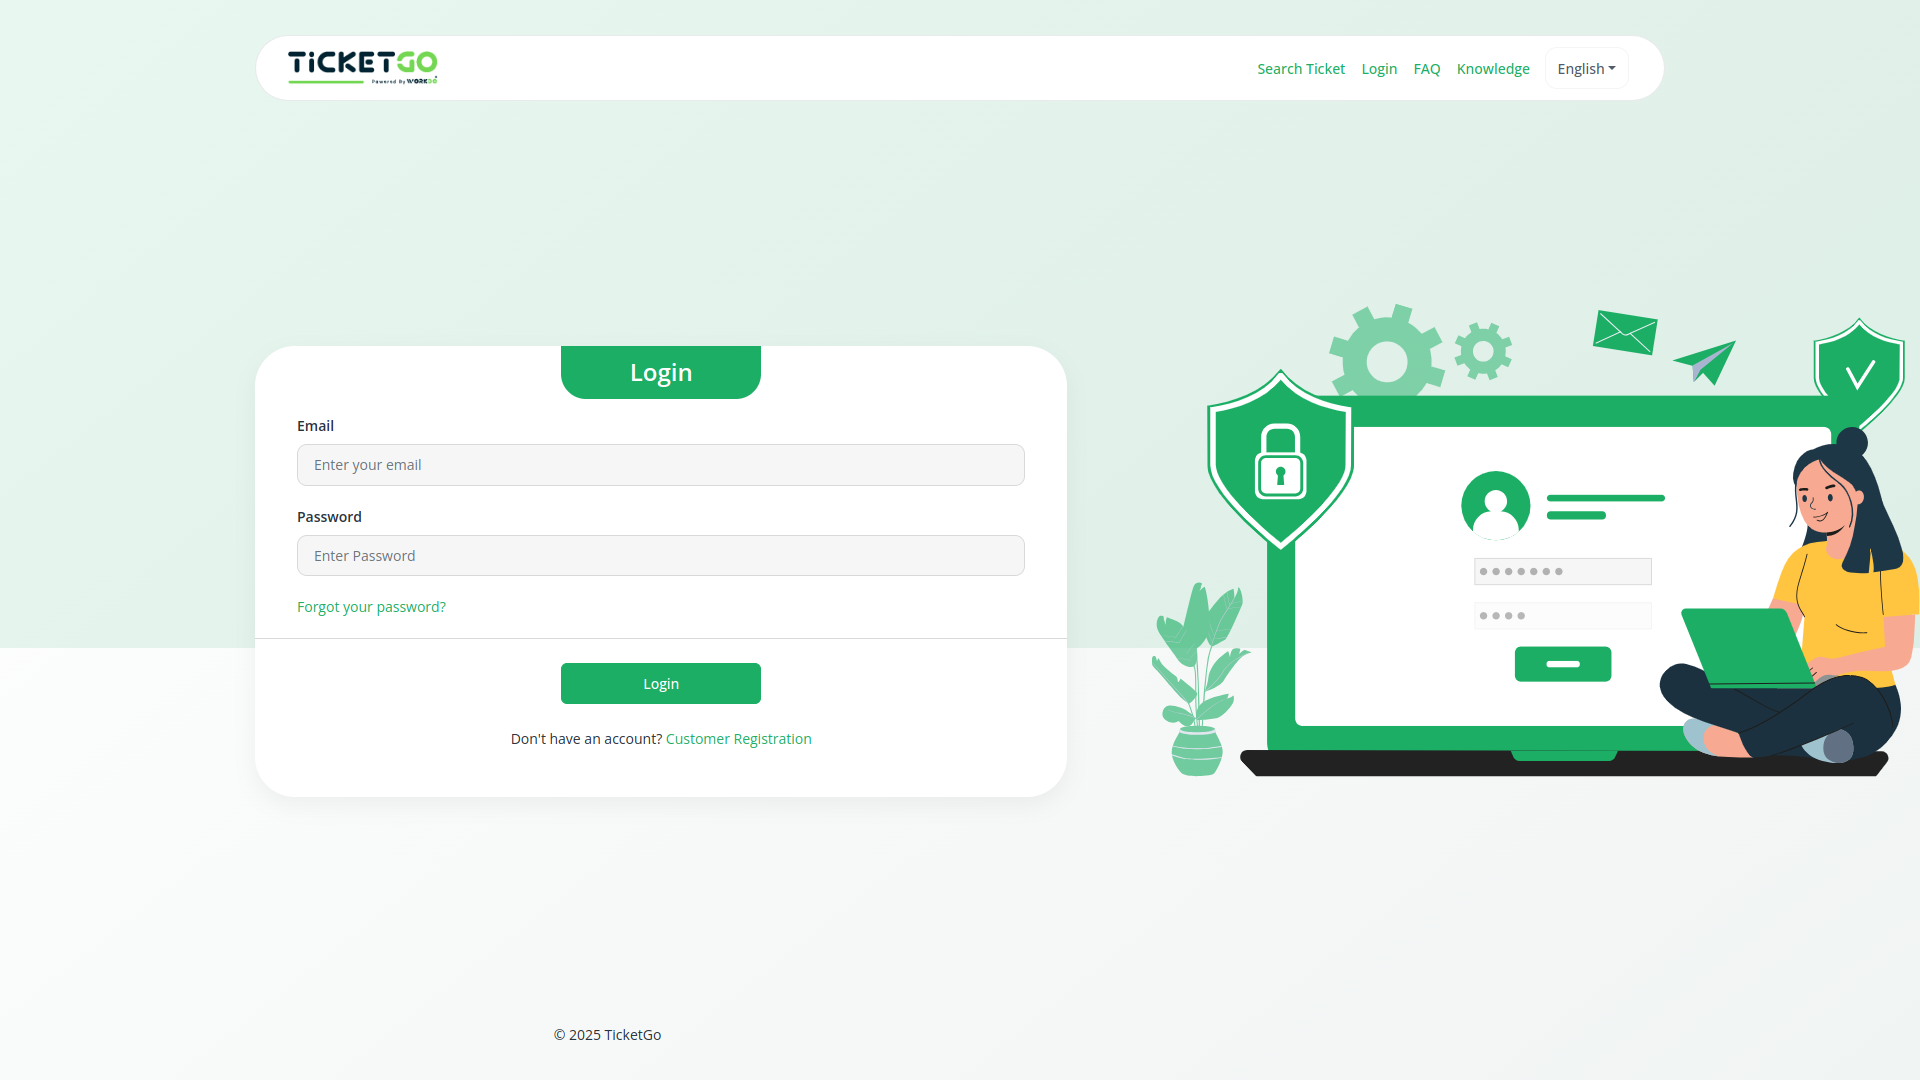 TiCKETGO
Powered By WORKDO
Search Ticket
Login
FAQ
Knowledge
English
Login
Email
Enter your email
Password
Enter Password
Forgot your password?
Login
Don't have an account? Customer Registration
© 2025 TicketGo